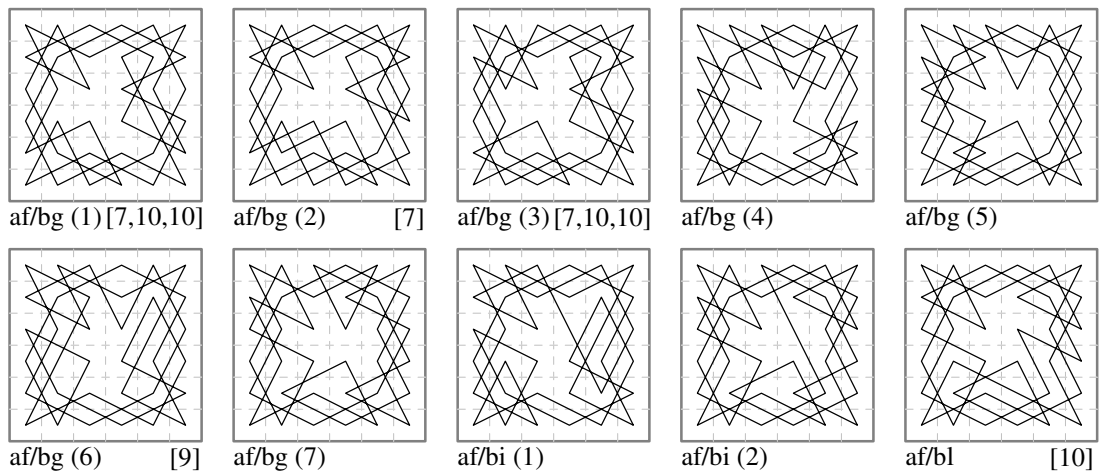 af/bg (1) [7,10,10] af/bg (2) [7] af/bg (3) [7,10,10] af/bg (4) af/bg (5)
af/bg (6) [9] af/bg (7) af/bi (1) af/bi (2) af/bl [10]